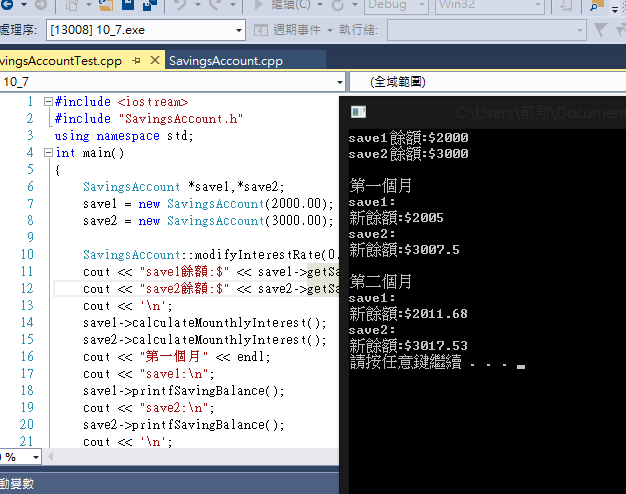 繼續(C)
Debug
Win32
處理序:
[13008] 10_7.exe
週期事件
執行緒:
vingsAccountTest.cpp
SavingsAccount.cpp
10_7
(全域範圍)
1 #include <iostream>
2 #include "SavingsAccount.h"
3 using namespace std;
4 int main()
5 {
6 SavingsAccount *save1,*save2;
7 save1 = new SavingsAccount(2000.00);
8 save2 = new SavingsAccount(3000.00);
9
10 SavingsAccount::modifyInterestRate(0.
11 cout << "save1餘額:$" << save1->getSa
12 cout << "save2餘額:$" << save2->getSa
13 cout << '\n';
14 save1->calculateMounthlyInterest();
15 save2->calculateMounthlyInterest();
16 cout << "第一個月" << endl;
17 cout << "save1:\n";
18 save1->printfSavingBalance();
19 cout << "save2:\n";
20 save2->printfSavingBalance();
21 cout << '\n';
%
動變數
C:\Users\郭翔\Document
save1餘額:$2000
save2餘額:$3000
第一個月
save1:
新餘額:$2005
save2:
新餘額:$3007.5
第二個月
save1:
新餘額:$2011.68
save2:
新餘額:$3017.53
請按任意鍵繼續 . . .